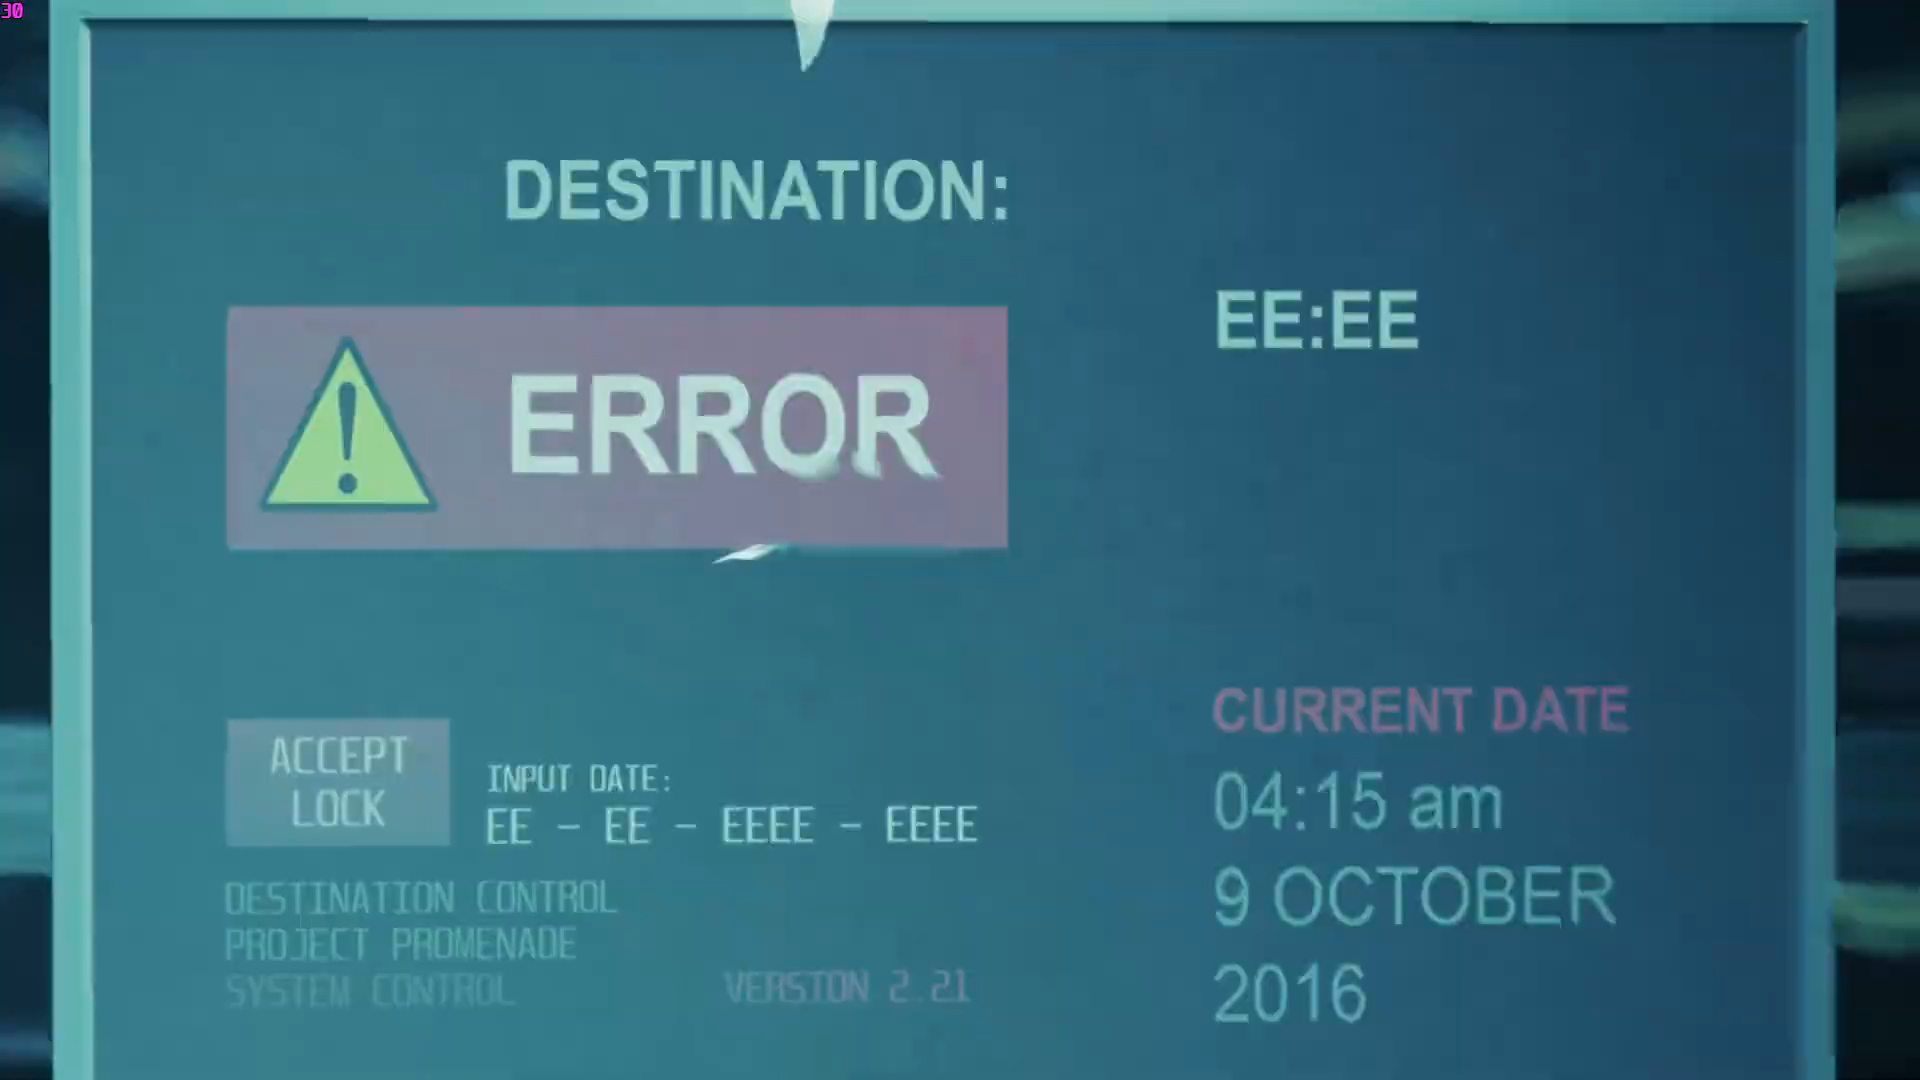 30
DESTINATION:
ERROR
EE:EE
ACCEPT
LOCK
INPUT DATE:
EE - EE - EEEE - EEEE
DESTINATION CONTROL
PROJECT PROMENADE
SYSTEM CONTROL
VERSION 2.21
CURRENT DATE
04:15 am
9 OCTOBER
2016